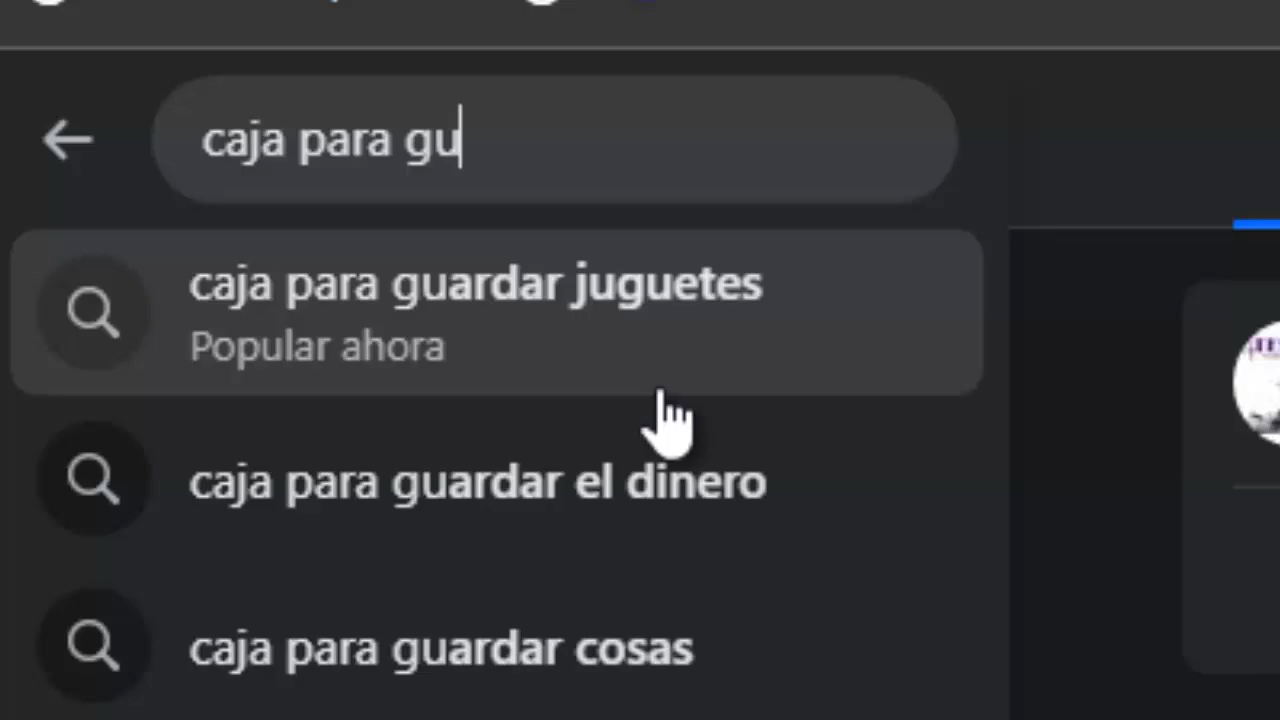 caja para gu
caja para guardar juguetes
Popular ahora
caja para guardar el dinero
caja para guardar cosas